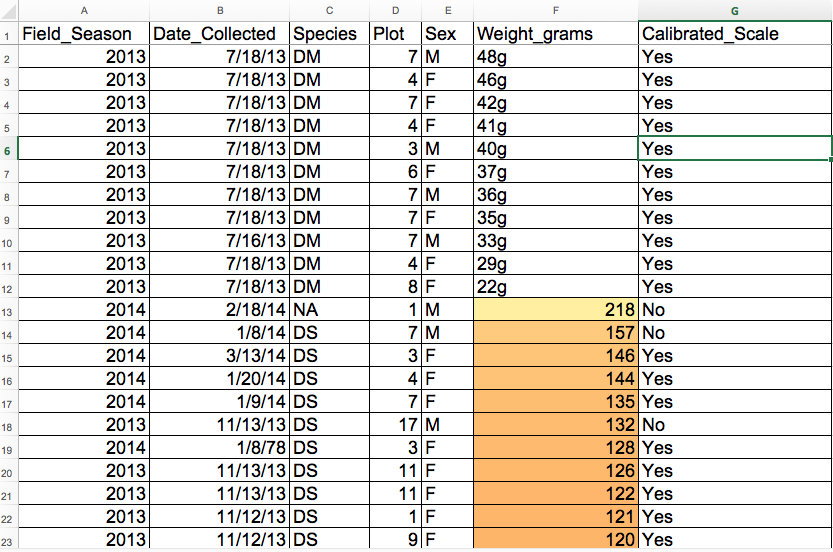 A B C D E F G
1 Field_Season Date_Collected Species Plot Sex Weight_grams Calibrated_Scale
2 2013 7/18/13 DM 7 M 48g Yes
3 2013 7/18/13 DM 4 F 46g Yes
4 2013 7/18/13 DM 7 F 42g Yes
5 2013 7/18/13 DM 4 F 41g Yes
6 2013 7/18/13 DM 3 M 40g Yes
7 2013 7/18/13 DM 6 F 37g Yes
8 2013 7/18/13 DM 7 M 36g Yes
9 2013 7/18/13 DM 7 F 35g Yes
10 2013 7/16/13 DM 7 M 33g Yes
11 2013 7/18/13 DM 4 F 29g Yes
12 2013 7/18/13 DM 8 F 22g Yes
13 2014 2/18/14 NA 1 M 218 No
14 2014 1/8/14 DS 7 M 157 No
15 2014 3/13/14 DS 3 F 146 Yes
16 2014 1/20/14 DS 4 F 144 Yes
17 2014 1/9/14 DS 7 F 135 Yes
18 2013 11/13/13 DS 17 M 132 No
19 2014 1/8/78 DS 3 F 128 Yes
20 2013 11/13/13 DS 11 F 126 Yes
21 2013 11/13/13 DS 11 F 122 Yes
22 2013 11/12/13 DS 1 F 121 Yes
23 2013 11/12/13 DS 9 F 120 Yes